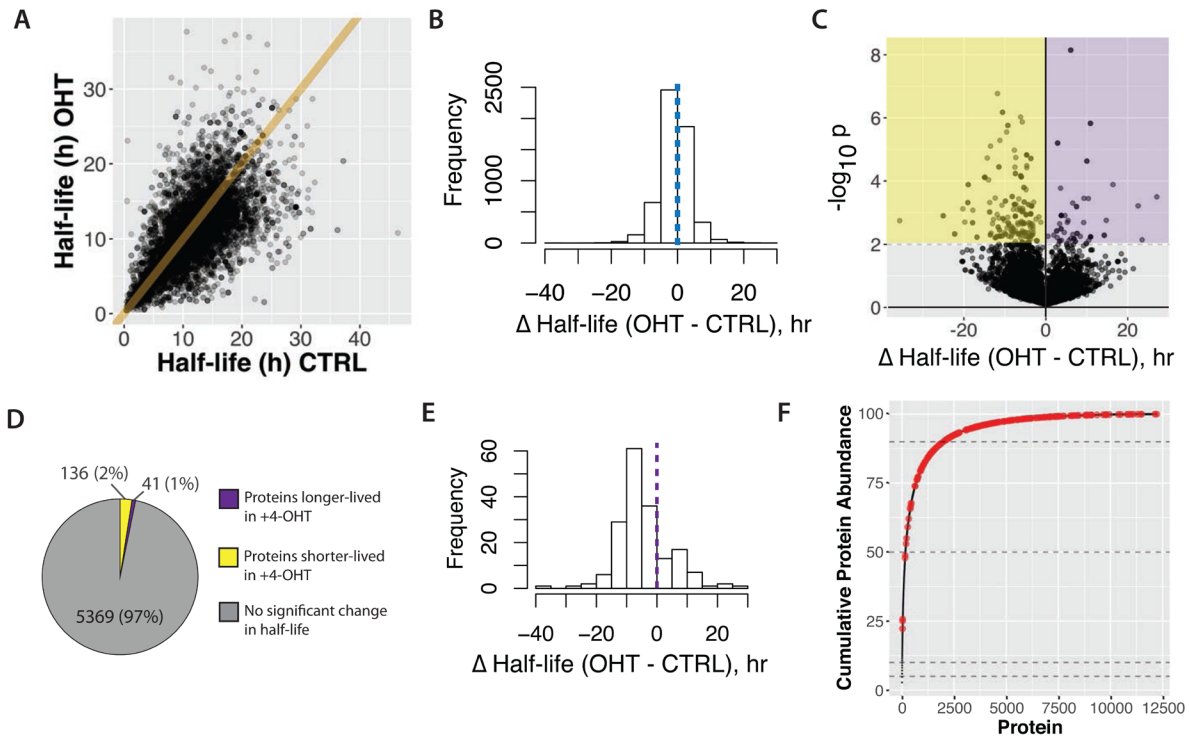 A
Half-life (h) OHT
30
20
10
0
0 10 20 30 40
Half-life (h) CTRL
B
Frequency
2500
1000
0
−40 −20 0 20
Δ Half-life (OHT - CTRL), hr
C
-log10 p
8
6
4
2
0
-20 0 20
Δ Half-life (OHT - CTRL), hr
D
136 (2%)
41 (1%)
5369 (97%)
Proteins longer-lived
in +4-OHT
Proteins shorter-lived
in +4-OHT
No significant change
in half-life
E
Frequency
60
40
20
0
−40 −20 0 20
Δ Half-life (OHT - CTRL), hr
F
Cumulative Protein Abundance
100
75
50
25
0
0 2500 5000 7500 10000 12500
Protein